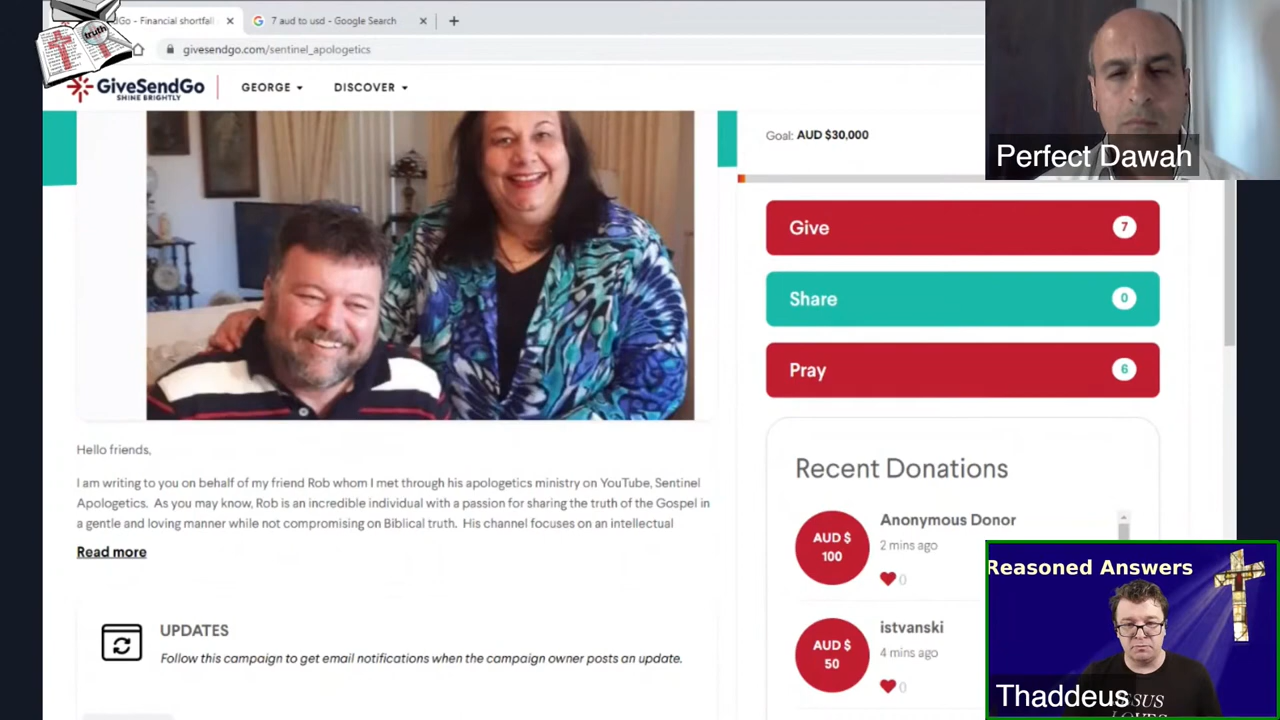 Go - Financial shortfall
7 aud to usd - Google Search
truth
givesendgo.com/sentinel_apologetics
GiveSendGo
SHINE BRIGHTLY
GEORGE
DISCOVER
Goal: AUD $30,000
Perfect Dawah
Give 7
Share 0
Pray 6
Hello friends,
I am writing to you on behalf of my friend Rob whom I met through his apologetics ministry on YouTube, Sentinel
Apologetics. As you may know, Rob is an incredible individual with a passion for sharing the truth of the Gospel in
a gentle and loving manner while not compromising on Biblical truth. His channel focuses on an intellectual
Read more
Recent Donations
AUD $
100
Anonymous Donor
2 mins ago
0
AUD $
50
istvanski
4 mins ago
0
UPDATES
Follow this campaign to get email notifications when the campaign owner posts an update.
Reasoned Answers
Thaddeus
JESUS
LOVES